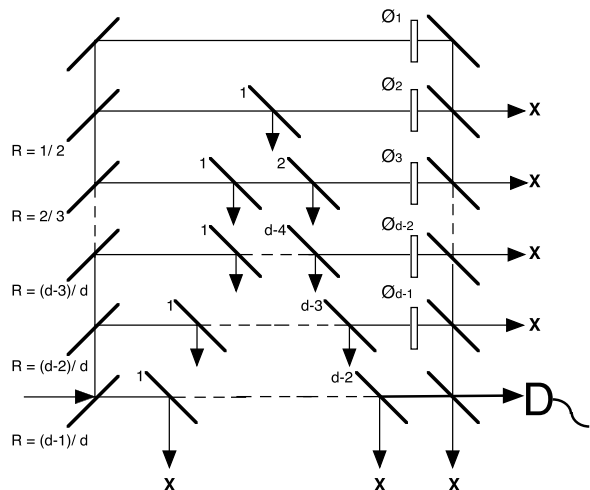 Ø1
1
Ø2
X
R = 1/ 2
1
2
Ø3
X
R = 2/ 3
1
d-4
Ød-2
X
R = (d-3)/ d
1
d-3
Ød-1
X
R = (d-2)/ d
1
d-2
D
R = (d-1)/ d
X
X
X